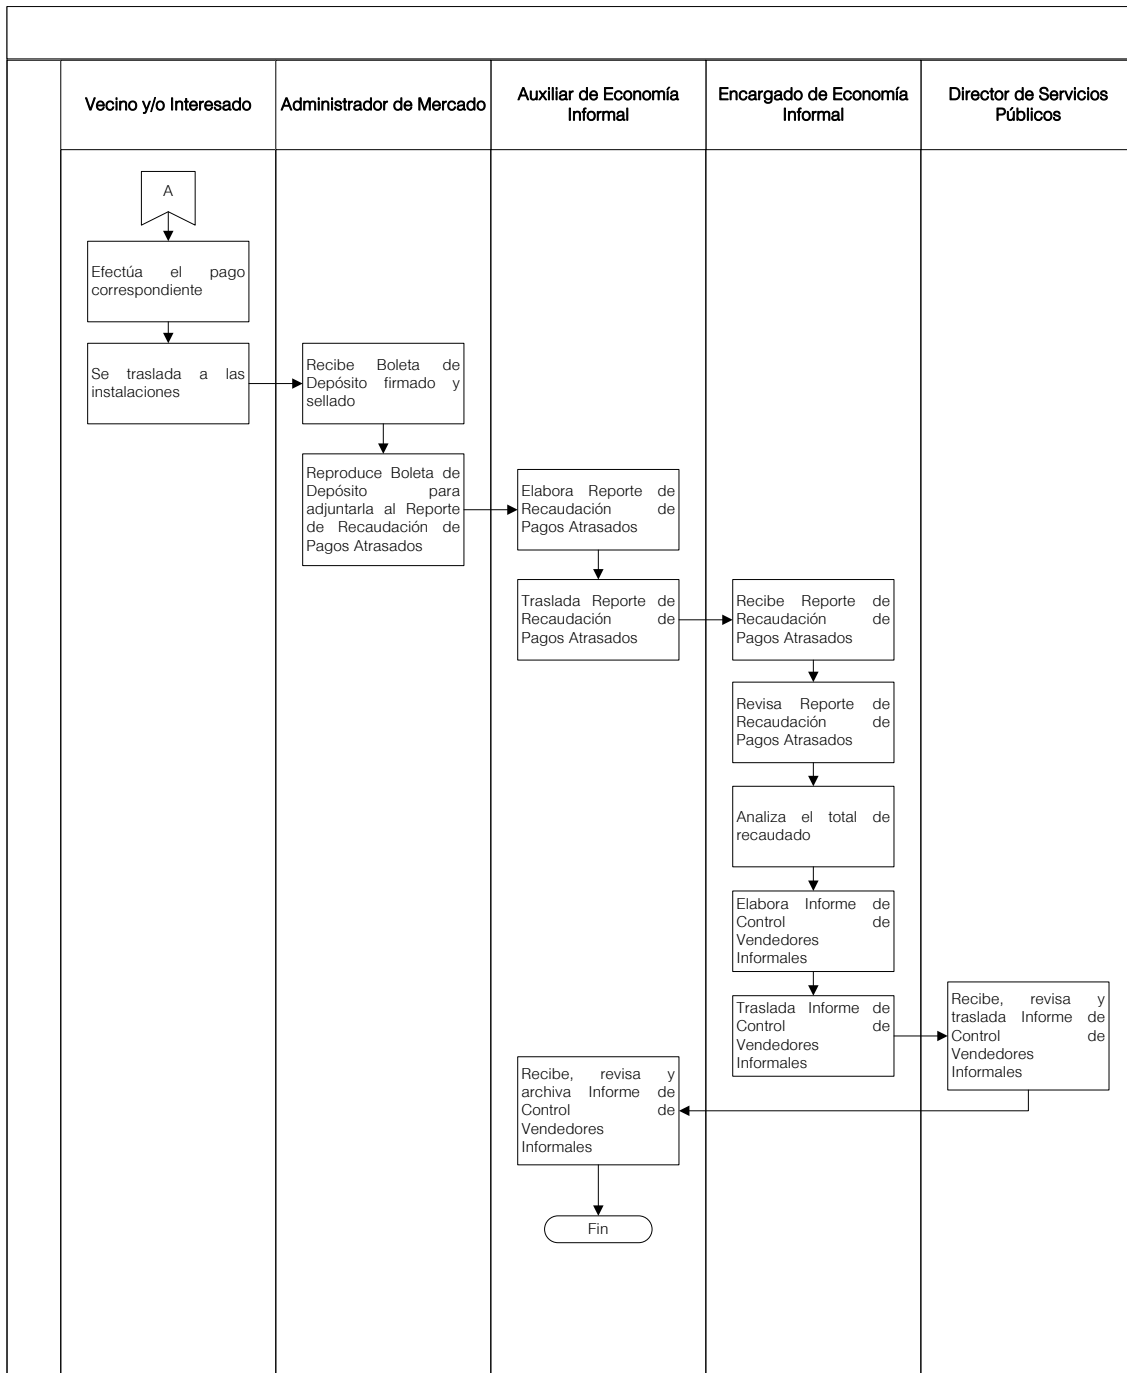 Vecino y/o Interesado
Administrador de Mercado
Auxiliar de Economía
Informal
Encargado de Economía
Informal
Director de Servicios
Públicos
A
Efectúa el pago
correspondiente
Se traslada a las
instalaciones
Recibe Boleta de
Depósito firmado y
sellado
Reproduce Boleta de
Depósito para
adjuntarla al Reporte
de Recaudación de
Pagos Atrasados
Elabora Reporte de
Recaudación de
Pagos Atrasados
Traslada Reporte de
Recaudación de
Pagos Atrasados
Recibe Reporte de
Recaudación de
Pagos Atrasados
Revisa Reporte de
Recaudación de
Pagos Atrasados
Analiza el total de
recaudado
Elabora Informe de
Control de
Vendedores
Informales
Traslada Informe de
Control de
Vendedores
Informales
Recibe, revisa y
traslada Informe de
Control de
Vendedores
Informales
Recibe, revisa y
archiva Informe de
Control de
Vendedores
Informales
Fin